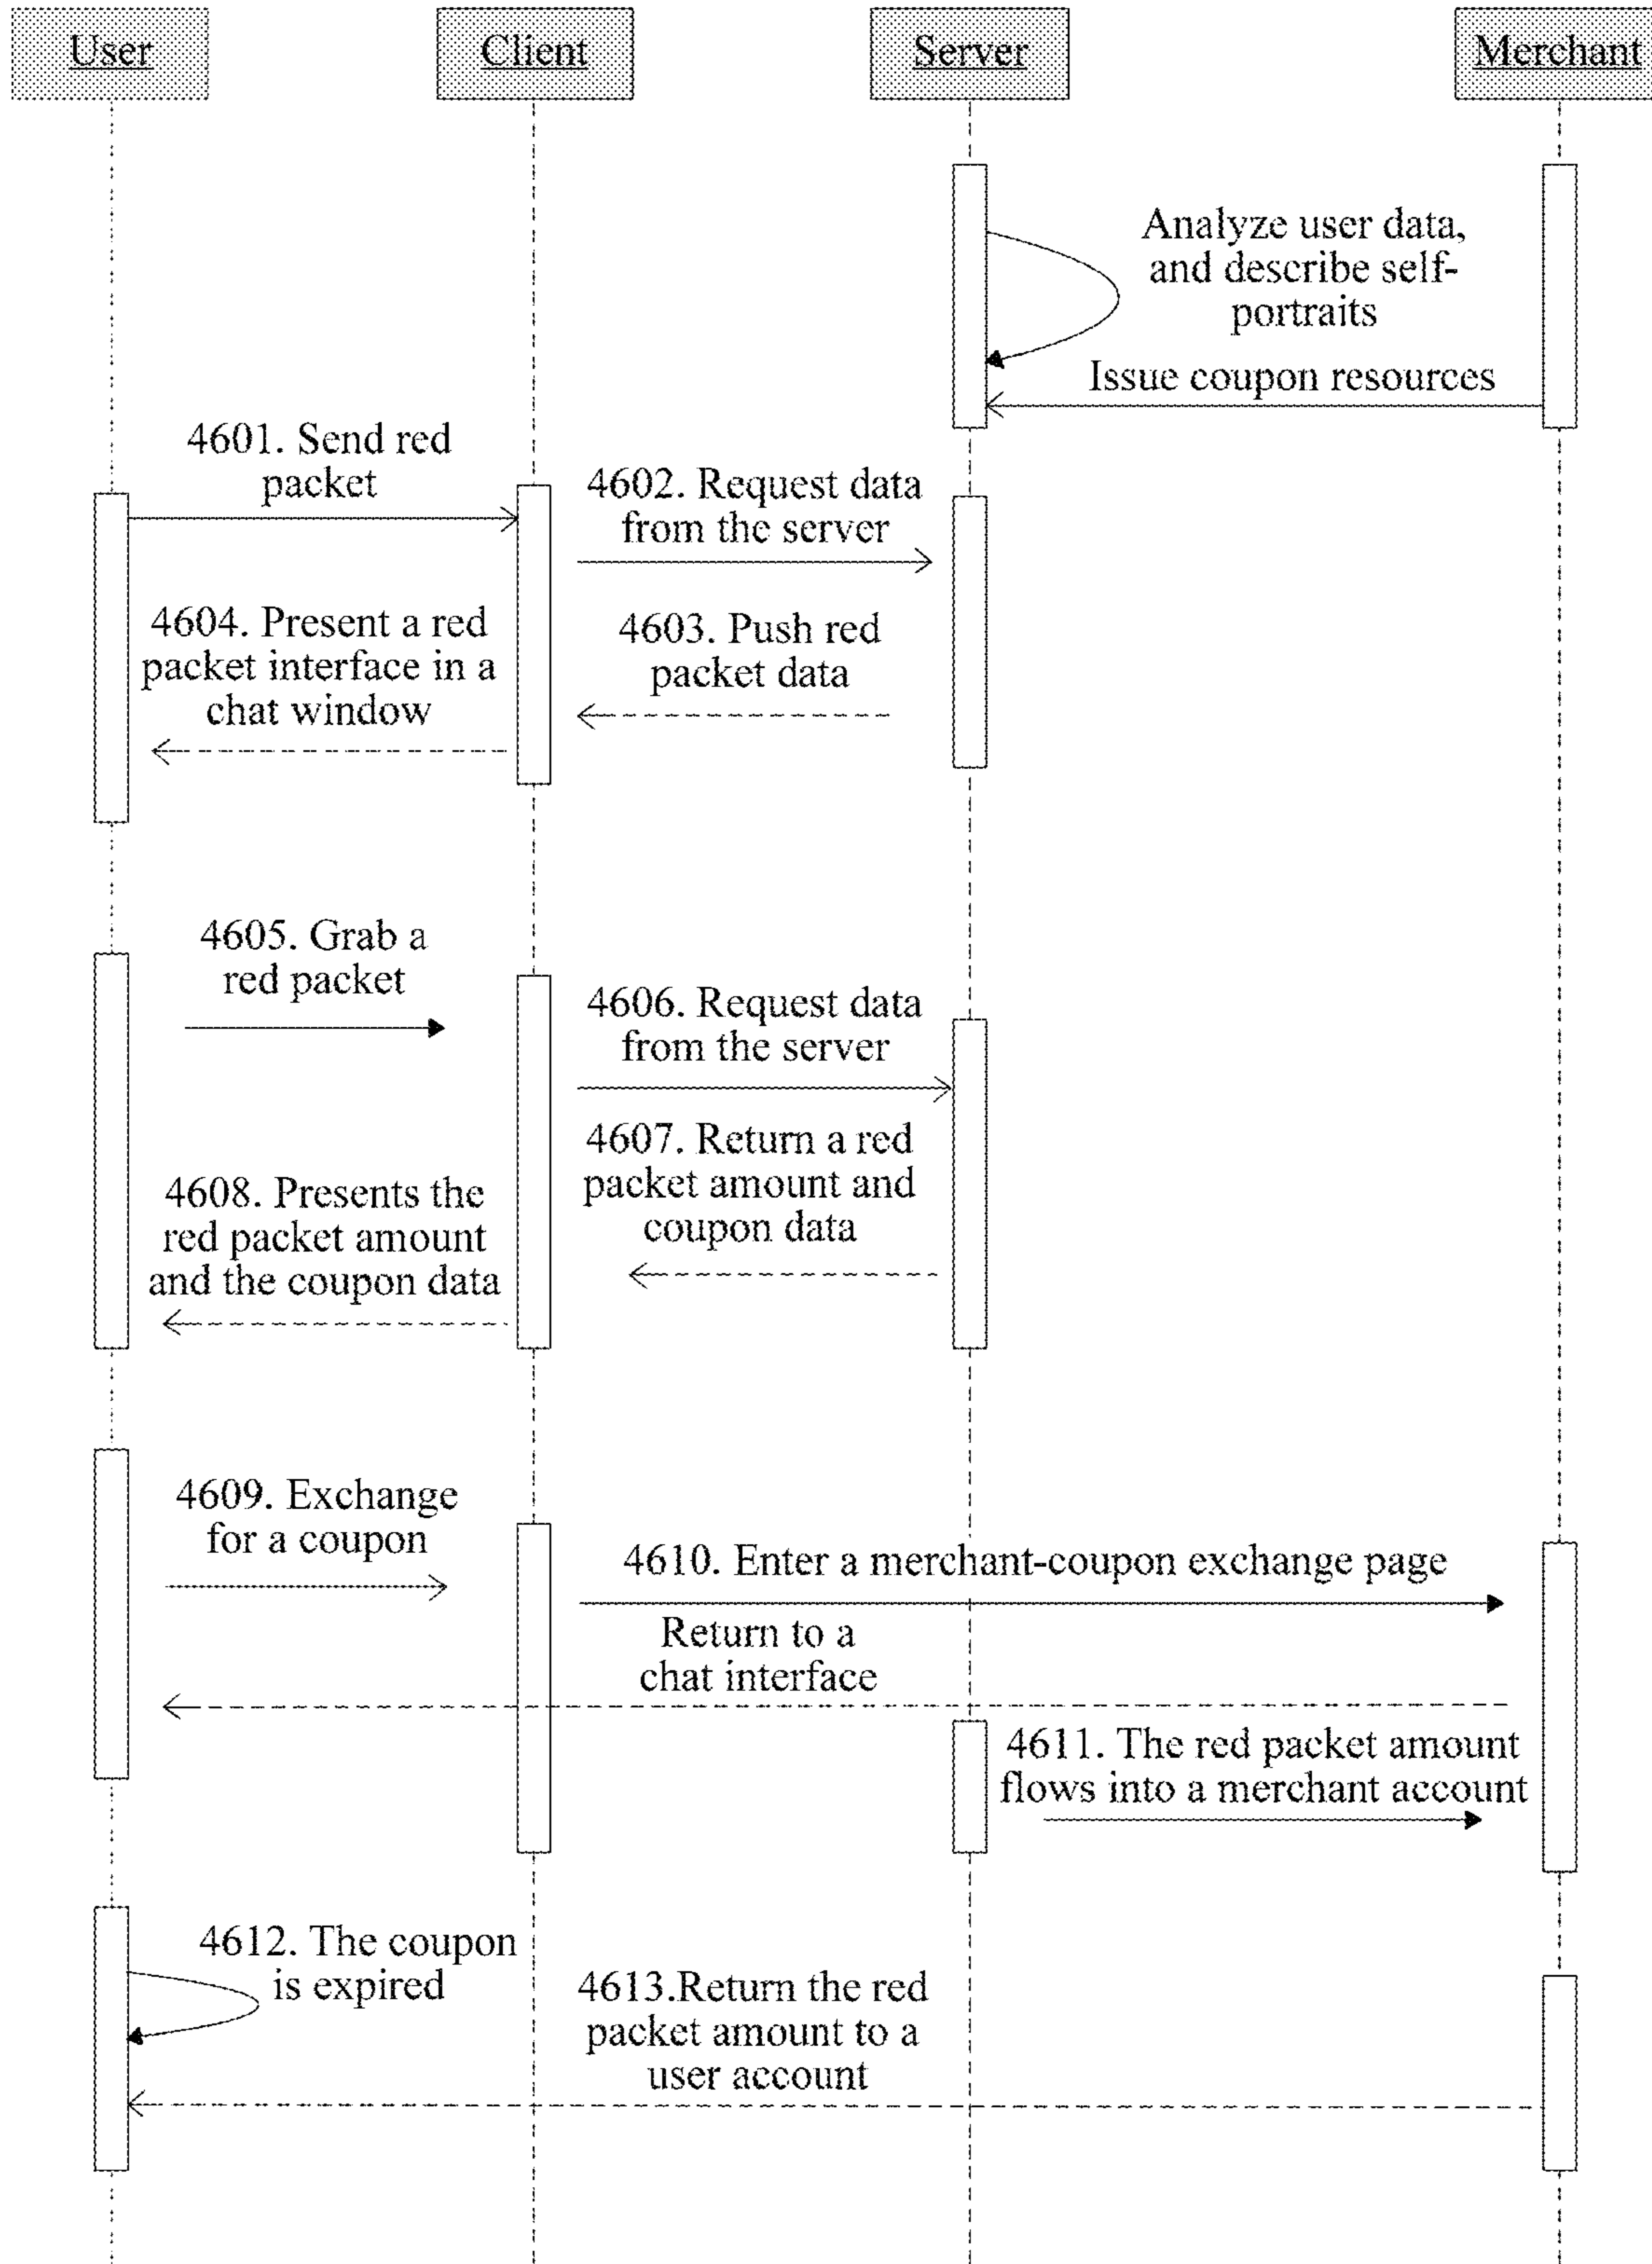 User
Client
Server
Merchant
Analyze user data,
and describe self-
portraits
Issue coupon resources
4601. Send red
packet
4602. Request data
from the server
4603. Push red
packet data
4604. Present a red
packet interface in a
chat window
4605. Grab a
red packet
4606. Request data
from the server
4607. Return a red
packet amount and
coupon data
4608. Presents the
red packet amount
and the coupon data
4609. Exchange
for a coupon
4610. Enter a merchant-coupon exchange page
Return to a
chat interface
4611. The red packet amount
flows into a merchant account
4612. The coupon
is expired
4613.Return the red
packet amount to a
user account